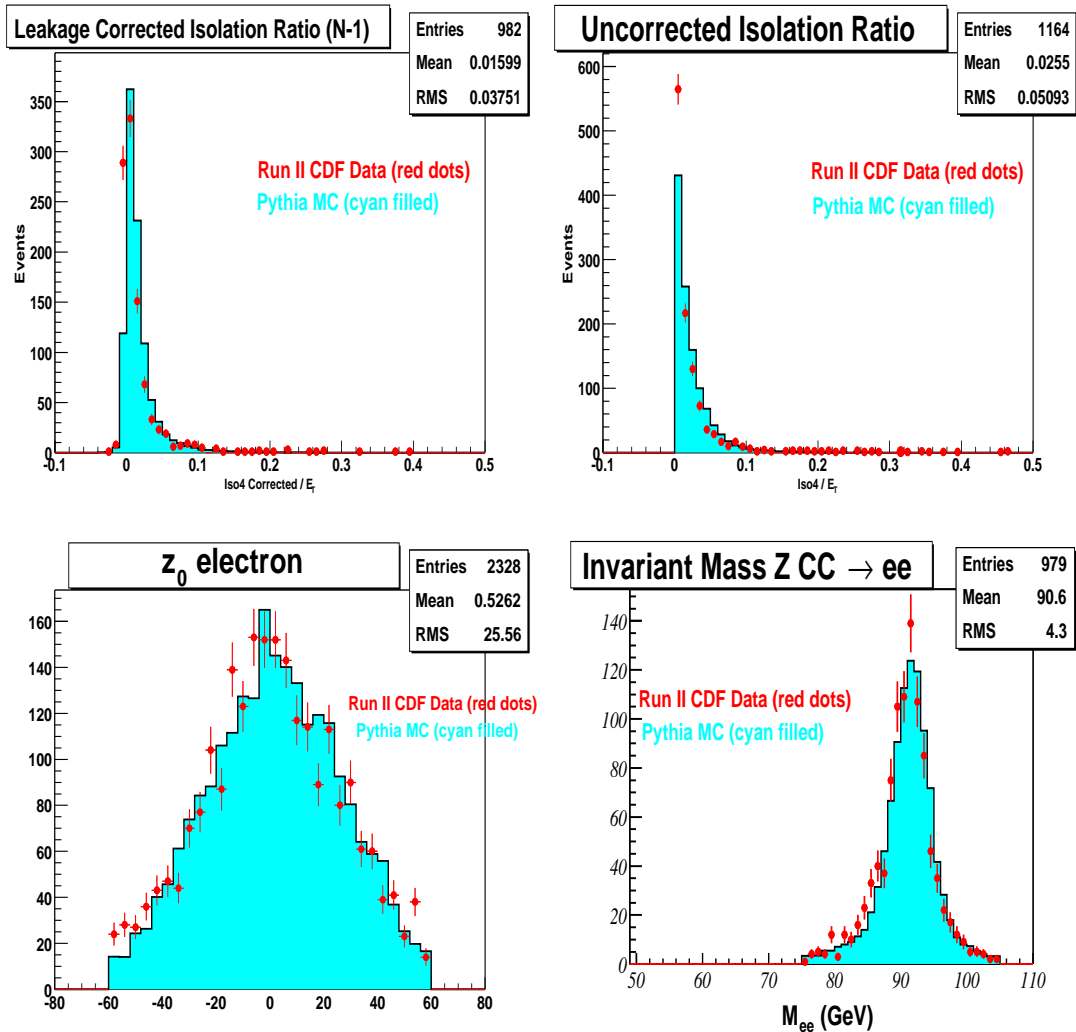 Leakage Corrected Isolation Ratio (N-1)
Entries 982
Mean 0.01599
RMS 0.03751
Run II CDF Data (red dots)
Pythia MC (cyan filled)
Events
350
300
250
200
150
100
50
0
-0.1 0 0.1 0.2 0.3 0.4 0.5
Iso4 Corrected / E_T
Uncorrected Isolation Ratio
Entries 1164
Mean 0.0255
RMS 0.05093
Run II CDF Data (red dots)
Pythia MC (cyan filled)
Events
600
500
400
300
200
100
0
-0.1 0 0.1 0.2 0.3 0.4 0.5
Iso4 / E_T
z_0 electron
Entries 2328
Mean 0.5262
RMS 25.56
Run II CDF Data (red dots)
Pythia MC (cyan filled)
160
140
120
100
80
60
40
20
0
-80 -60 -40 -20 0 20 40 60 80
Invariant Mass Z CC → ee
Entries 979
Mean 90.6
RMS 4.3
Run II CDF Data (red dots)
Pythia MC (cyan filled)
140
120
100
80
60
40
20
0
50 60 70 80 90 100 110
M_ee (GeV)